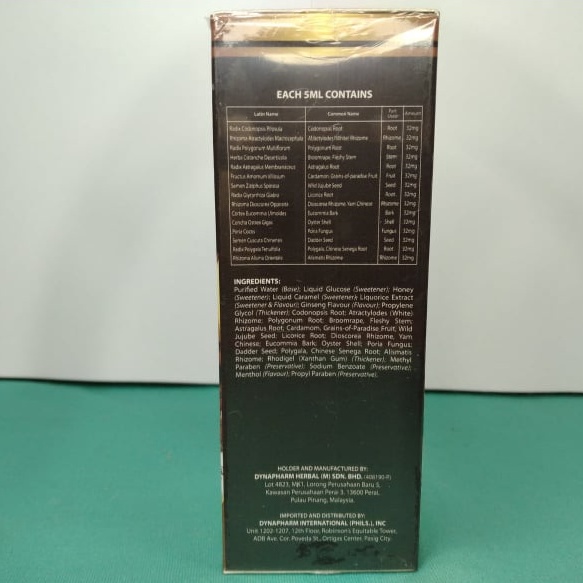 EACH 5ML CONTAINS
Latin Name Common Name Part Used Amount
Radix Codonopsis Pilosula Codonopsis Root Root 32mg
Rhizoma Atractylodes Macrocephala Rhizome Rhizome 32mg
Radix Polygonum Multiflorum Polygonum Root Root 32mg
Herba Cistanche Deserticola Broomrape, Fleshy Stem Stem 32mg
Radix Astragalus Membranaceus Astragalus Root Root 32mg
Fructus Amomum Villosum Cardamon, Grains-of-paradise Fruit Fruit 32mg
Semen Ziziphus Spinosa Wild Jujube Seed Seed 32mg
Radix Glycyrrhiza Glabra Licorice Root Root 32mg
Rhizoma Dioscorea Opposita Dioscorea Rhizome, Yam Chinese Rhizome 32mg
Cortex Eucommia Ulmoides Eucommia Bark Bark 32mg
Concha Ostrea Gigas Oyster Shell Shell 32mg
Poria Cocos Poria Fungus Fungus 32mg
Semen Cuscuta Chinensis Dadder Seed Seed 32mg
Radix Polygala Tenuifolia Polygala, Chinese Senega Root Root 32mg
Rhizoma Alisma Orientalis Alismatis Rhizome Rhizome 32mg
INGREDIENTS:
Purified Water (Base); Liquid Glucose (Sweetener); Honey
(Sweetener); Liquid Caramel (Sweetener); Liquorice Extract
(Sweetener & Flavour); Ginseng Flavour (Flavour); Propylene
Glycol (Thickener); Codonopsis Root; Atractylodes (White)
Rhizome; Polygonum Root; Broomrape, Fleshy Stem;
Astragalus Root; Cardamom, Grains-of-Paradise Fruit, Wild
Jujube Seed; Licorice Root; Dioscorea Rhizome, Yam
Chinese; Eucommia Bark; Oyster Shell; Poria Fungus;
Dadder Seed; Polygala, Chinese Senega Root; Alismatis
Rhizome; Rhodigel (Xanthan Gum) (Thickener); Methyl
Paraben (Preservative); Sodium Benzoate (Preservative);
Menthol (Flavour); Propyl Paraben (Preservative).
HOLDER AND MANUFACTURED BY:
DYNAPHARM HERBAL (M) SDN. BHD. (408190-P)
Lot 4823, MK1, Lorong Perusahaan Baru 5,
Kawasan Perusahaan Perai 3, 13600 Perai,
Pulau Pinang, Malaysia.
IMPORTED AND DISTRIBUTED BY:
DYNAPHARM INTERNATIONAL (PHILS.), INC
Unit 1202-1207, 12th Floor, Robinson's Equitable Tower,
ADB Ave. Cor. Poveda St., Ortigas Center, Pasig City.